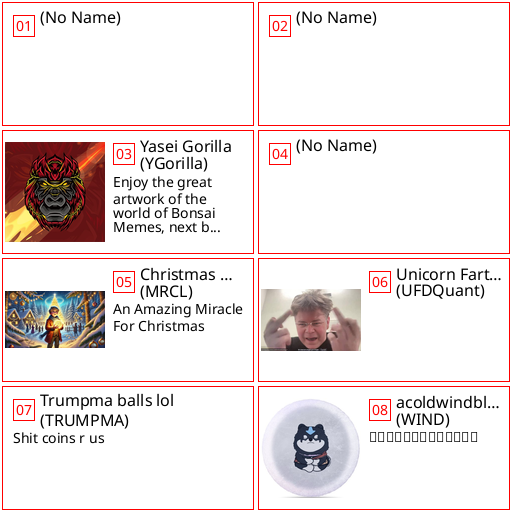 01 (No Name)
02 (No Name)
03 Yasei Gorilla
(YGorilla)
Enjoy the great
artwork of the
world of Bonsai
Memes, next b...
04 (No Name)
05 Christmas ...
(MRCL)
An Amazing Miracle
For Christmas
06 Unicorn Fart...
(UFDQuant)
07 Trumpma balls lol
(TRUMPMA)
Shit coins r us
08 acoldwindbl...
(WIND)